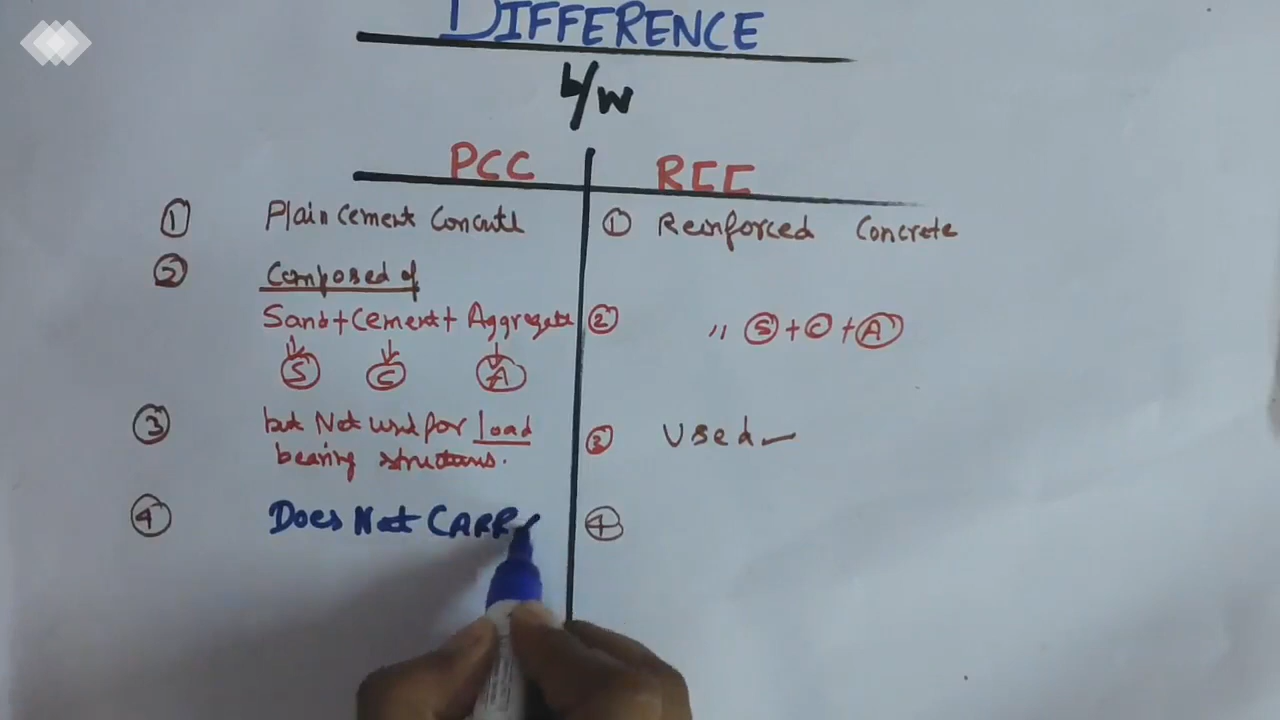 DIFFERENCE
b/w
PCC
RCC
① Plain Cement Concrete
① Reinforced Concrete
② Composed of
Sand + Cement + Aggregate
② " Ⓢ + Ⓒ + Ⓐ
Ⓢ Ⓒ Ⓐ
③ but Not used for load
bearing structures.
③ Used
④ Does Not CARRY
④